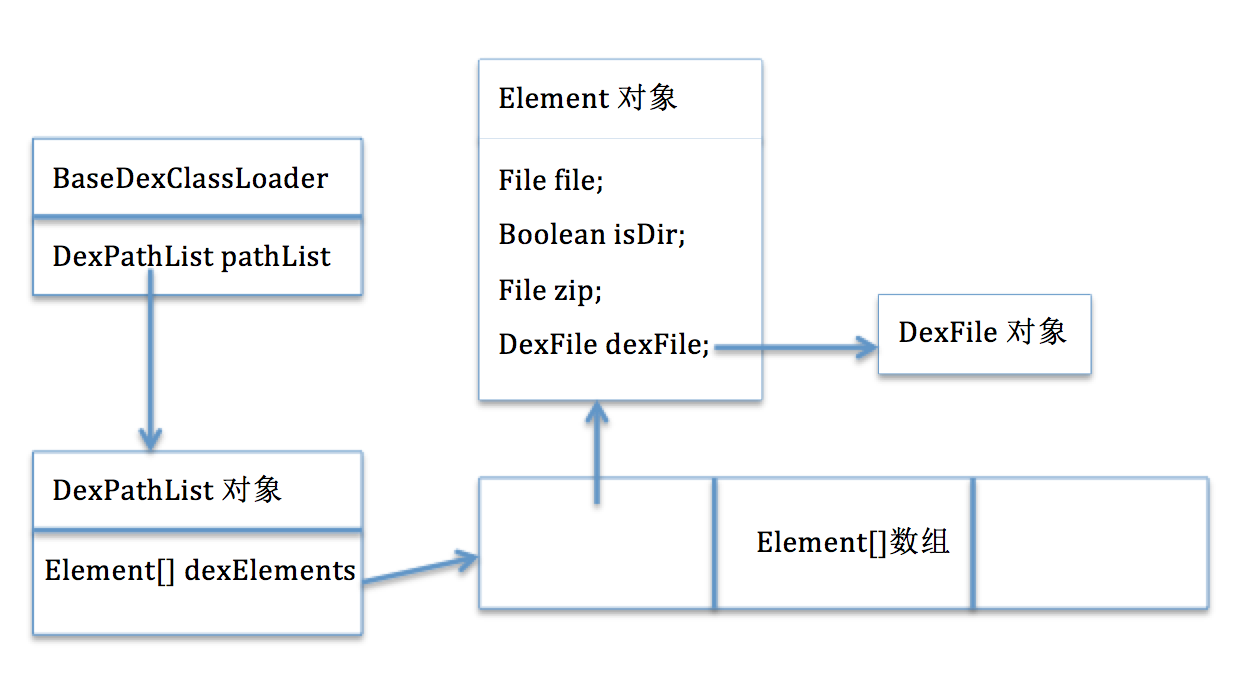 BaseDexClassLoader
DexPathList pathList
DexPathList 对象
Element[] dexElements
Element 对象
File file;
Boolean isDir;
File zip;
DexFile dexFile;
DexFile 对象
Element[]数组